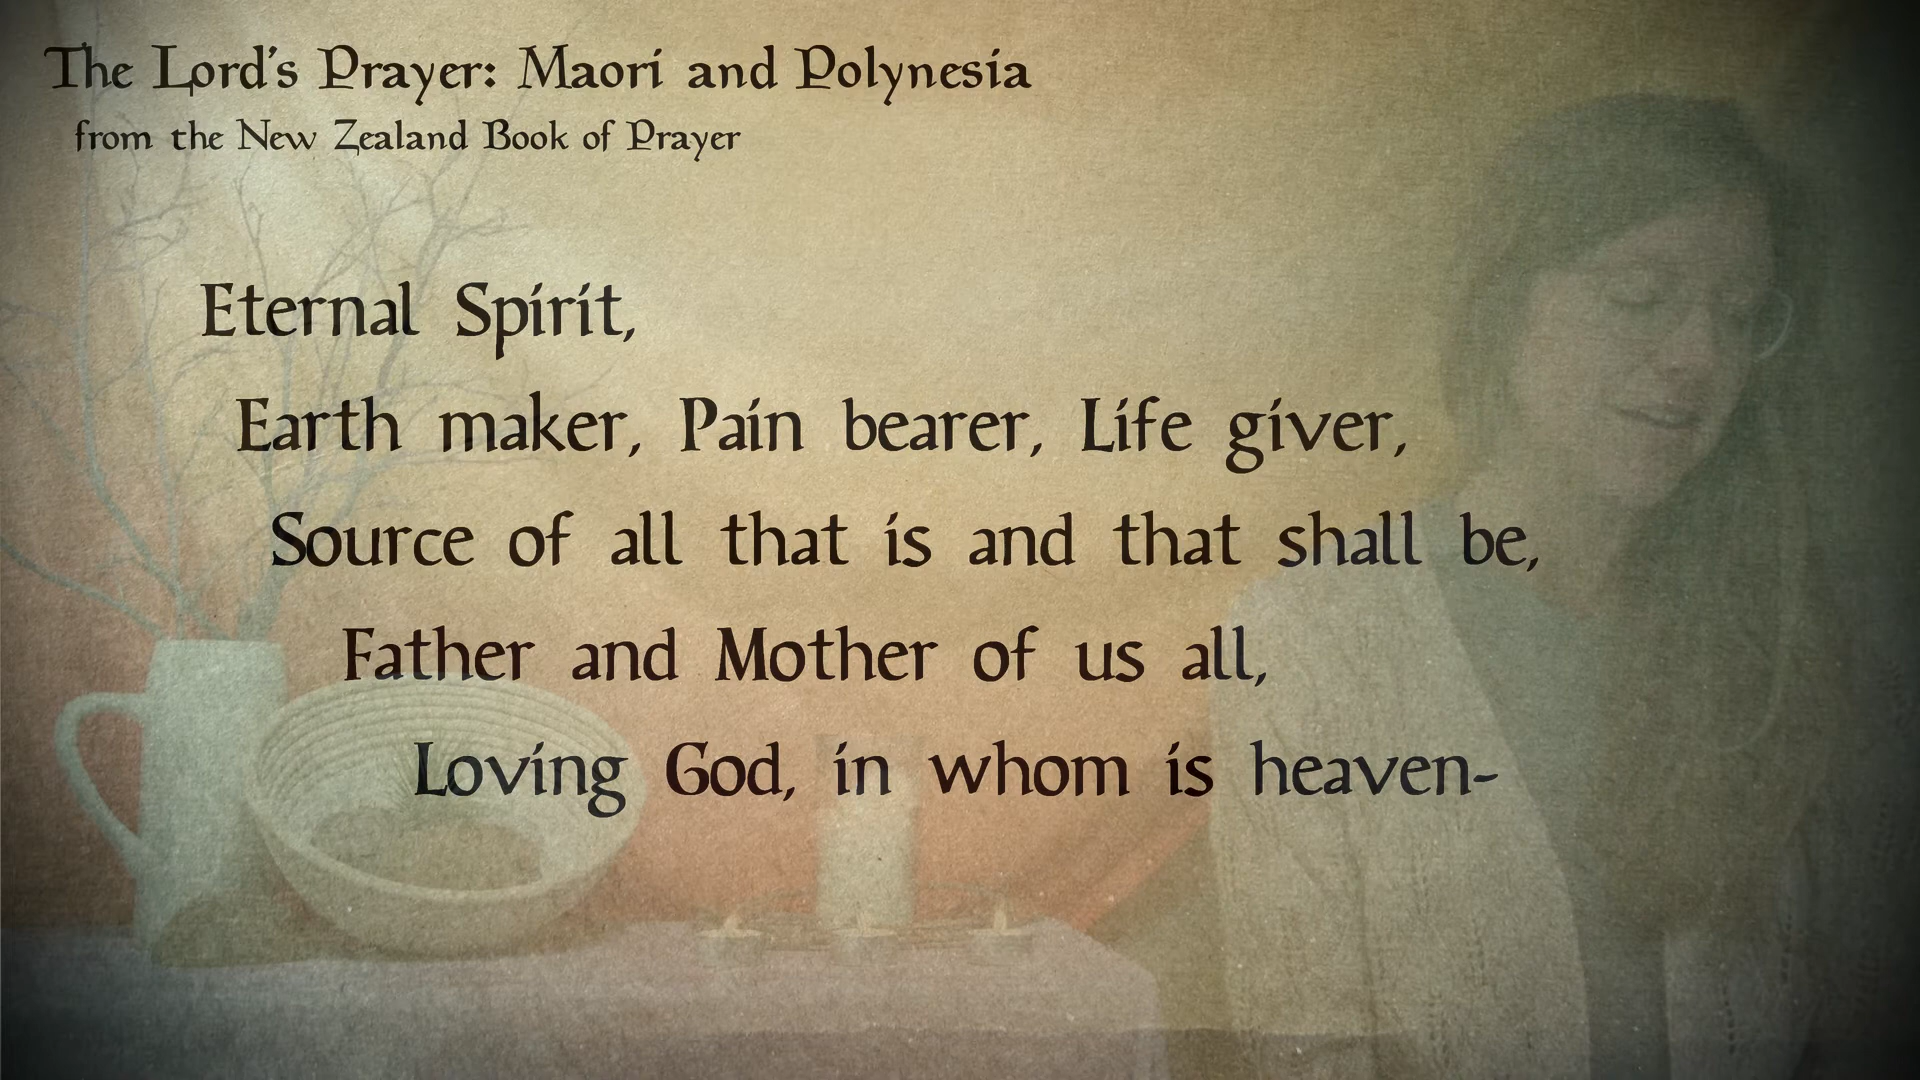 The Lord's Prayer: Maori and Polynesia
from the New Zealand Book of Prayer
Eternal Spirit,
Earth maker, Pain bearer, Life giver,
Source of all that is and that shall be,
Father and Mother of us all,
Loving God, in whom is heaven-